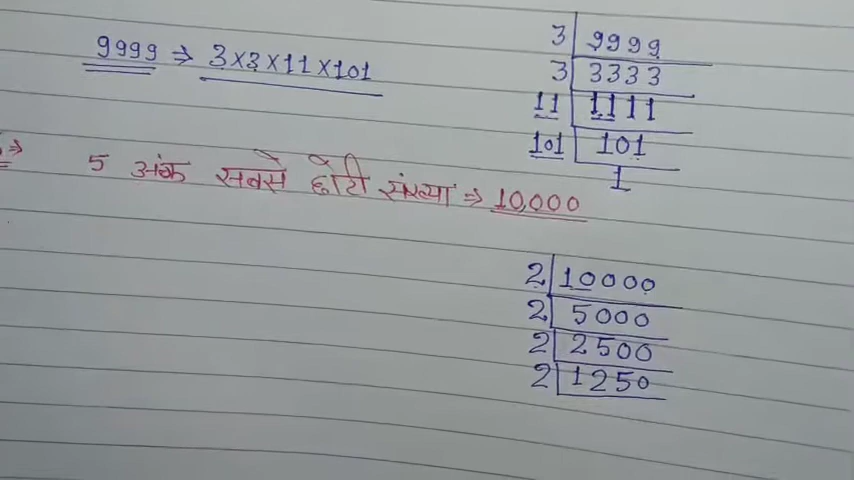 9999 ⇒ 3×3×11×101
3 | 9999
3 | 3333
11 | 1111
101 | 101
1
⇒ 5 अंक सबसे छोटी संख्या ⇒ 10,000
2 | 10000
2 | 5000
2 | 2500
2 | 1250